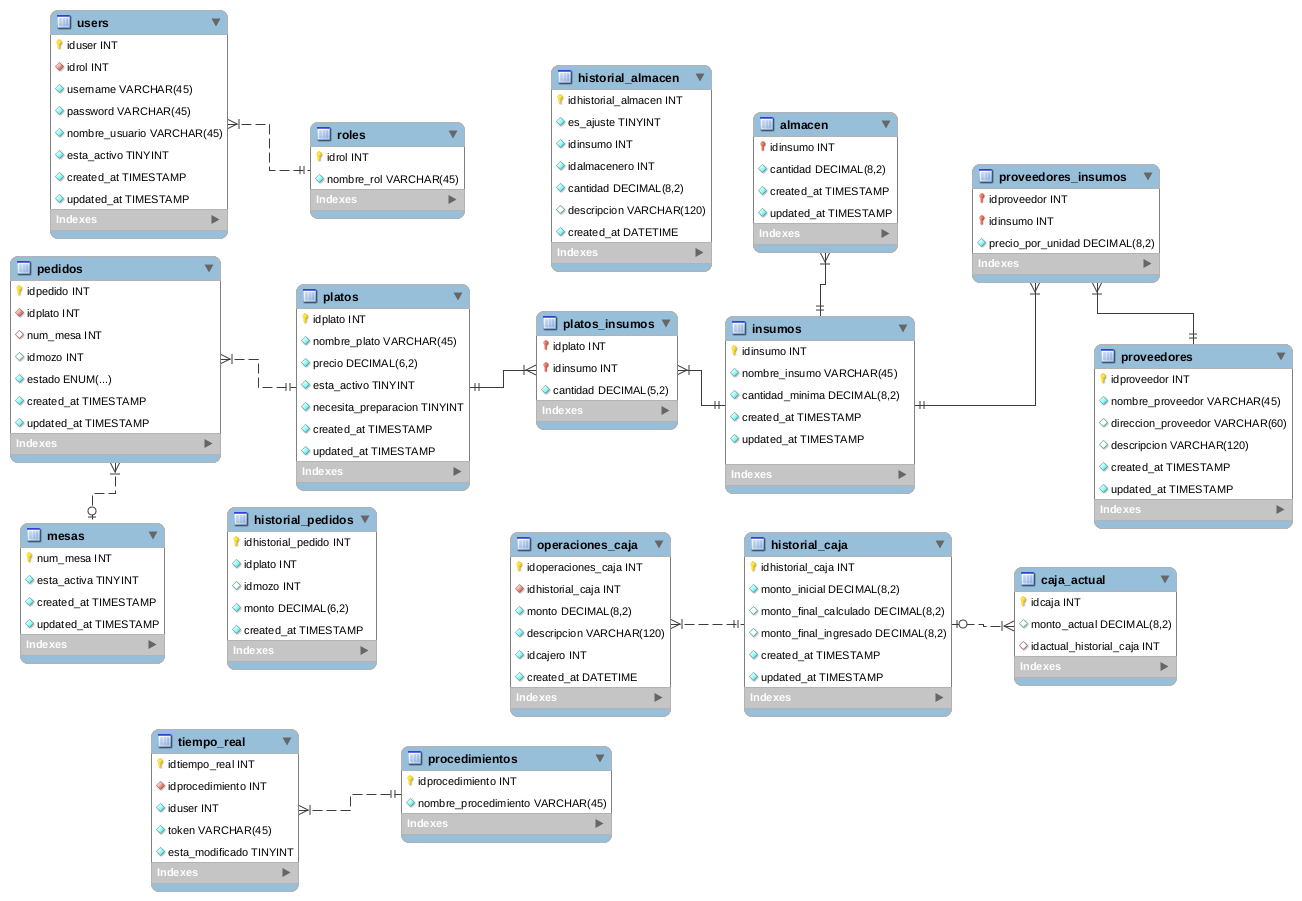 users
iduser INT
idrol INT
username VARCHAR(45)
password VARCHAR(45)
nombre_usuario VARCHAR(45)
esta_activo TINYINT
created_at TIMESTAMP
updated_at TIMESTAMP
Indexes
roles
idrol INT
nombre_rol VARCHAR(45)
Indexes
historial_almacen
idhistorial_almacen INT
es_ajuste TINYINT
idinsumo INT
idalmacenero INT
cantidad DECIMAL(8,2)
descripcion VARCHAR(120)
created_at DATETIME
Indexes
almacen
idinsumo INT
cantidad DECIMAL(8,2)
created_at TIMESTAMP
updated_at TIMESTAMP
Indexes
proveedores_insumos
idproveedor INT
idinsumo INT
precio_por_unidad DECIMAL(8,2)
Indexes
pedidos
idpedido INT
idplato INT
num_mesa INT
idmozo INT
estado ENUM(...)
created_at TIMESTAMP
updated_at TIMESTAMP
Indexes
platos
idplato INT
nombre_plato VARCHAR(45)
precio DECIMAL(6,2)
esta_activo TINYINT
necesita_preparacion TINYINT
created_at TIMESTAMP
updated_at TIMESTAMP
Indexes
platos_insumos
idplato INT
idinsumo INT
cantidad DECIMAL(5,2)
Indexes
insumos
idinsumo INT
nombre_insumo VARCHAR(45)
cantidad_minima DECIMAL(8,2)
created_at TIMESTAMP
updated_at TIMESTAMP
Indexes
proveedores
idproveedor INT
nombre_proveedor VARCHAR(45)
direccion_proveedor VARCHAR(60)
descripcion VARCHAR(120)
created_at TIMESTAMP
updated_at TIMESTAMP
Indexes
mesas
num_mesa INT
esta_activa TINYINT
created_at TIMESTAMP
updated_at TIMESTAMP
Indexes
historial_pedidos
idhistorial_pedido INT
idplato INT
idmozo INT
monto DECIMAL(6,2)
created_at TIMESTAMP
Indexes
operaciones_caja
idoperaciones_caja INT
idhistorial_caja INT
monto DECIMAL(8,2)
descripcion VARCHAR(120)
idcajero INT
created_at DATETIME
Indexes
historial_caja
idhistorial_caja INT
monto_inicial DECIMAL(8,2)
monto_final_calculado DECIMAL(8,2)
monto_final_ingresado DECIMAL(8,2)
created_at TIMESTAMP
updated_at TIMESTAMP
Indexes
caja_actual
idcaja INT
monto_actual DECIMAL(8,2)
idactual_historial_caja INT
Indexes
tiempo_real
idtiempo_real INT
idprocedimiento INT
iduser INT
token VARCHAR(45)
esta_modificado TINYINT
Indexes
procedimientos
idprocedimiento INT
nombre_procedimiento VARCHAR(45)
Indexes